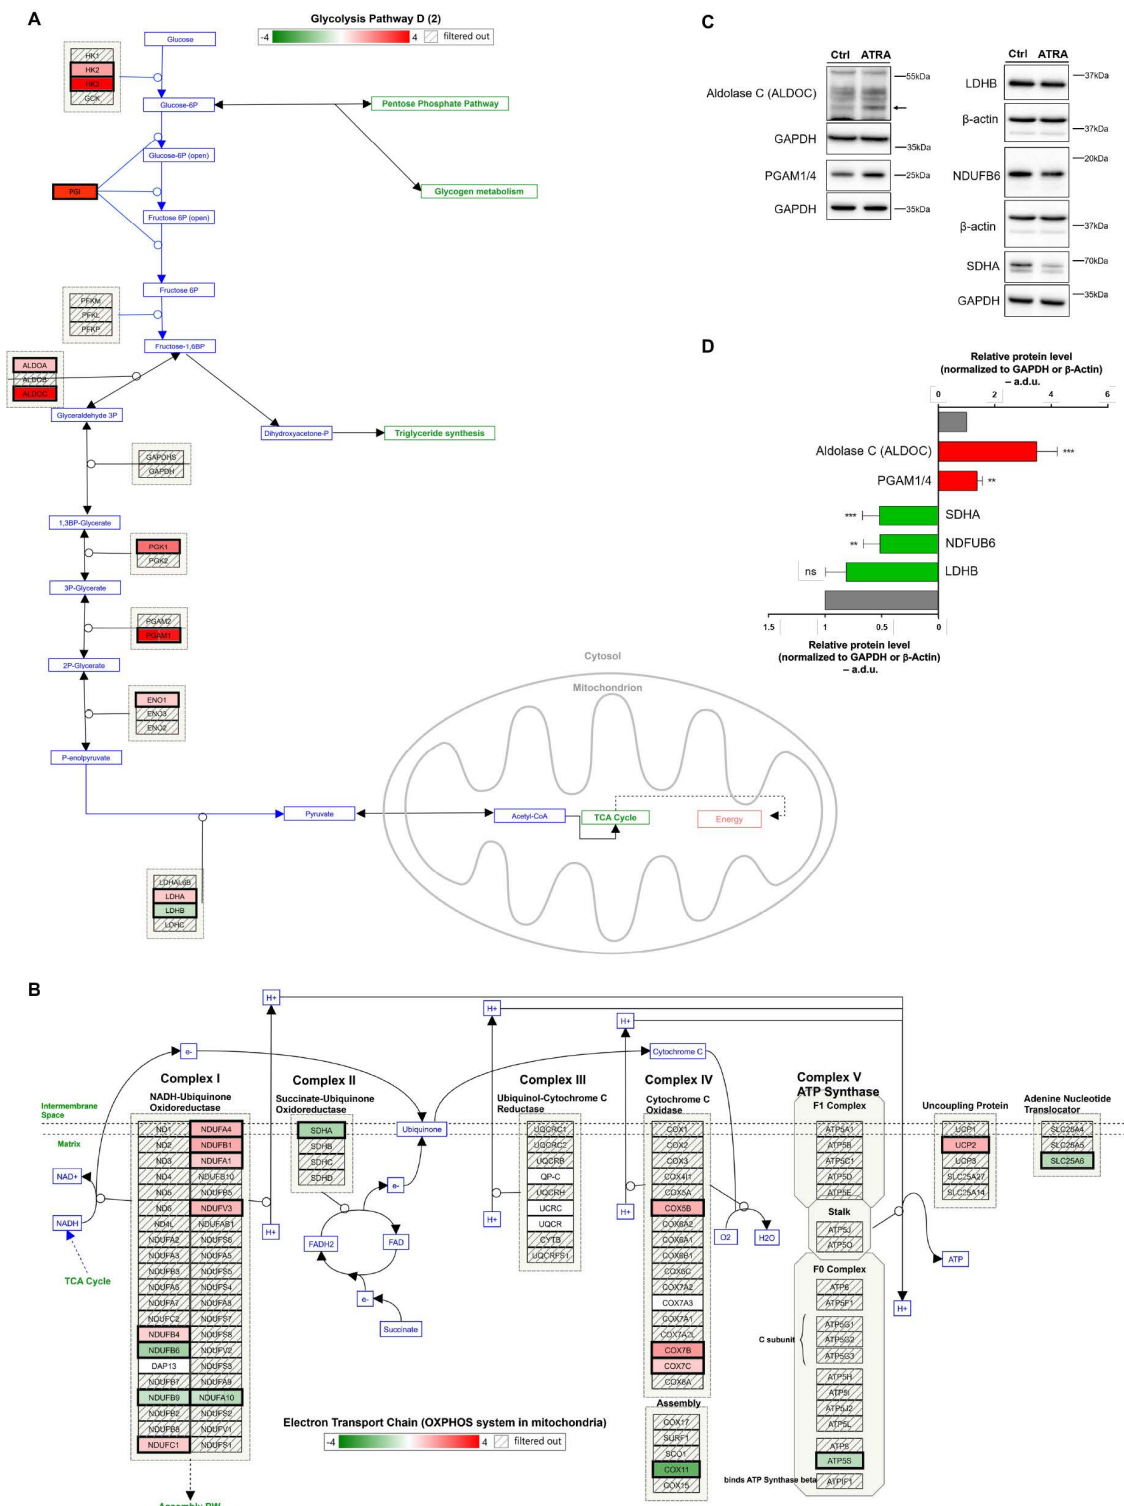 A
Glycolysis Pathway D (2)
-4 4 filtered out
Glucose
HK1
HK2
HK3
GCK
Glucose-6P
Pentose Phosphate Pathway
Glucose-6P (open)
PGI
Glycogen metabolism
Fructose 6P (open)
Fructose 6P
PFKM
PFKL
PFKP
Fructose-1,6BP
ALDOA
ALDOB
ALDOC
Glyceraldehyde 3P
Dihydroxyacetone-P
Triglyceride synthesis
GAPDHS
GAPDH
1,3BP-Glycerate
PGK1
PGK2
3P-Glycerate
PGAM2
PGAM1
2P-Glycerate
ENO1
ENO3
ENO2
P-enolpyruvate
Pyruvate
LDHAL6B
LDHA
LDHB
LDHC
Cytosol
Mitochondrion
Acetyl-CoA
TCA Cycle
Energy
C
Ctrl ATRA
Aldolase C (ALDOC)
55kDa
GAPDH
35kDa
PGAM1/4
25kDa
GAPDH
35kDa
Ctrl ATRA
LDHB
37kDa
β-actin
37kDa
20kDa
NDUFB6
β-actin
37kDa
SDHA
70kDa
GAPDH
35kDa
D
Relative protein level
(normalized to GAPDH or β-Actin)
– a.d.u.
0 2 4 6
Aldolase C (ALDOC)
***
PGAM1/4
**
***
SDHA
**
NDFUB6
ns
LDHB
1.5 1 0.5 0
Relative protein level
(normalized to GAPDH or β-Actin)
– a.d.u.
B
H+
H+
H+
e-
Cytochrome C
Complex I
NADH-Ubiquinone
Oxidoreductase
Complex II
Succinate-Ubiquinone
Oxidoreductase
Complex III
Ubiquinol-Cytochrome C
Reductase
Complex IV
Cytochrome C
Oxidase
Complex V
ATP Synthase
F1 Complex
Uncoupling Protein
Adenine Nucleotide
Translocator
Intermembrane
Space
Matrix
NAD+
NADH
TCA Cycle
ND1 NDUFA4
ND2 NDUFB1
ND3 NDUFA1
ND4 NDUFB10
ND5 NDUFB5
ND6 NDUFV3
ND4L NDUFAB1
NDUFA2 NDUFS6
NDUFA3 NDUFA5
NDUFB3 NDUFS5
NDUFA6 NDUFS4
NDUFA7 NDUFA8
NDUFC2 NDUFS7
NDUFB4 NDUFS8
NDUFB6 NDUFV2
DAP13 NDUFS3
NDUFB7 NDUFA9
NDUFB9 NDUFA10
NDUFB2 NDUFS2
NDUFB8 NDUFV1
NDUFC1 NDUFS1
Assembly PW
H+
SDHA
SDHB
SDHC
SDHD
Ubiquinone
e-
FADH2
FAD
e-
Succinate
H+
UQCRC1
UQCRC2
UQCRB
QP-C
UQCRH
UCRC
UQCR
CYTB
UQCRFS1
H+
COX1
COX2
COX3
COX4I1
COX5A
COX5B
COX6A2
COX6A1
COX6B1
COX6C
COX7A2
COX7A3
COX7A1
COX7A2L
COX7B
COX7C
COX8A
Assembly
COX17
SURF1
SCO1
COX11
COX15
O2
H2O
ATP5A1
ATP5B
ATP5C1
ATP5D
ATP5E
Stalk
ATP5J
ATP5O
F0 Complex
ATP6
ATP5F1
C subunit
ATP5G1
ATP5G2
ATP5G3
ATP5H
ATP5I
ATP5J2
ATP5L
ATP8
ATP5S
binds ATP Synthase beta
ATPIF1
UCP1
UCP2
UCP3
SLC25A27
SLC25A14
SLC25A4
SLC25A5
SLC25A6
ATP
H+
Electron Transport Chain (OXPHOS system in mitochondria)
-4 4 filtered out